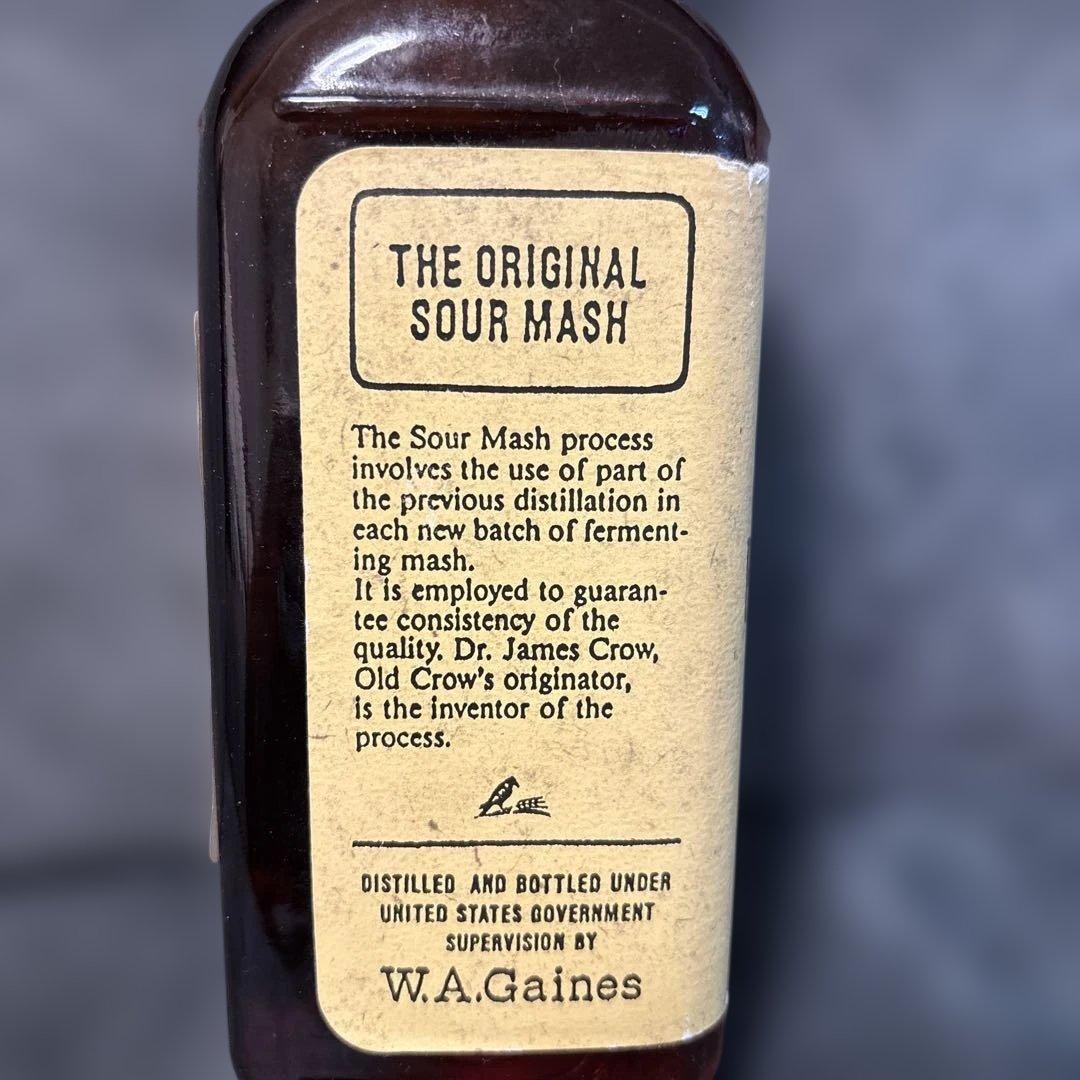 THE ORIGINAL
SOUR MASH
The Sour Mash process
involves the use of part of
the previous distillation in
each new batch of ferment-
ing mash.
It is employed to guaran-
tee consistency of the
quality. Dr. James Crow,
Old Crow's originator,
is the inventor of the
process.
DISTILLED AND BOTTLED UNDER
UNITED STATES GOVERNMENT
SUPERVISION BY
W.A.Gaines